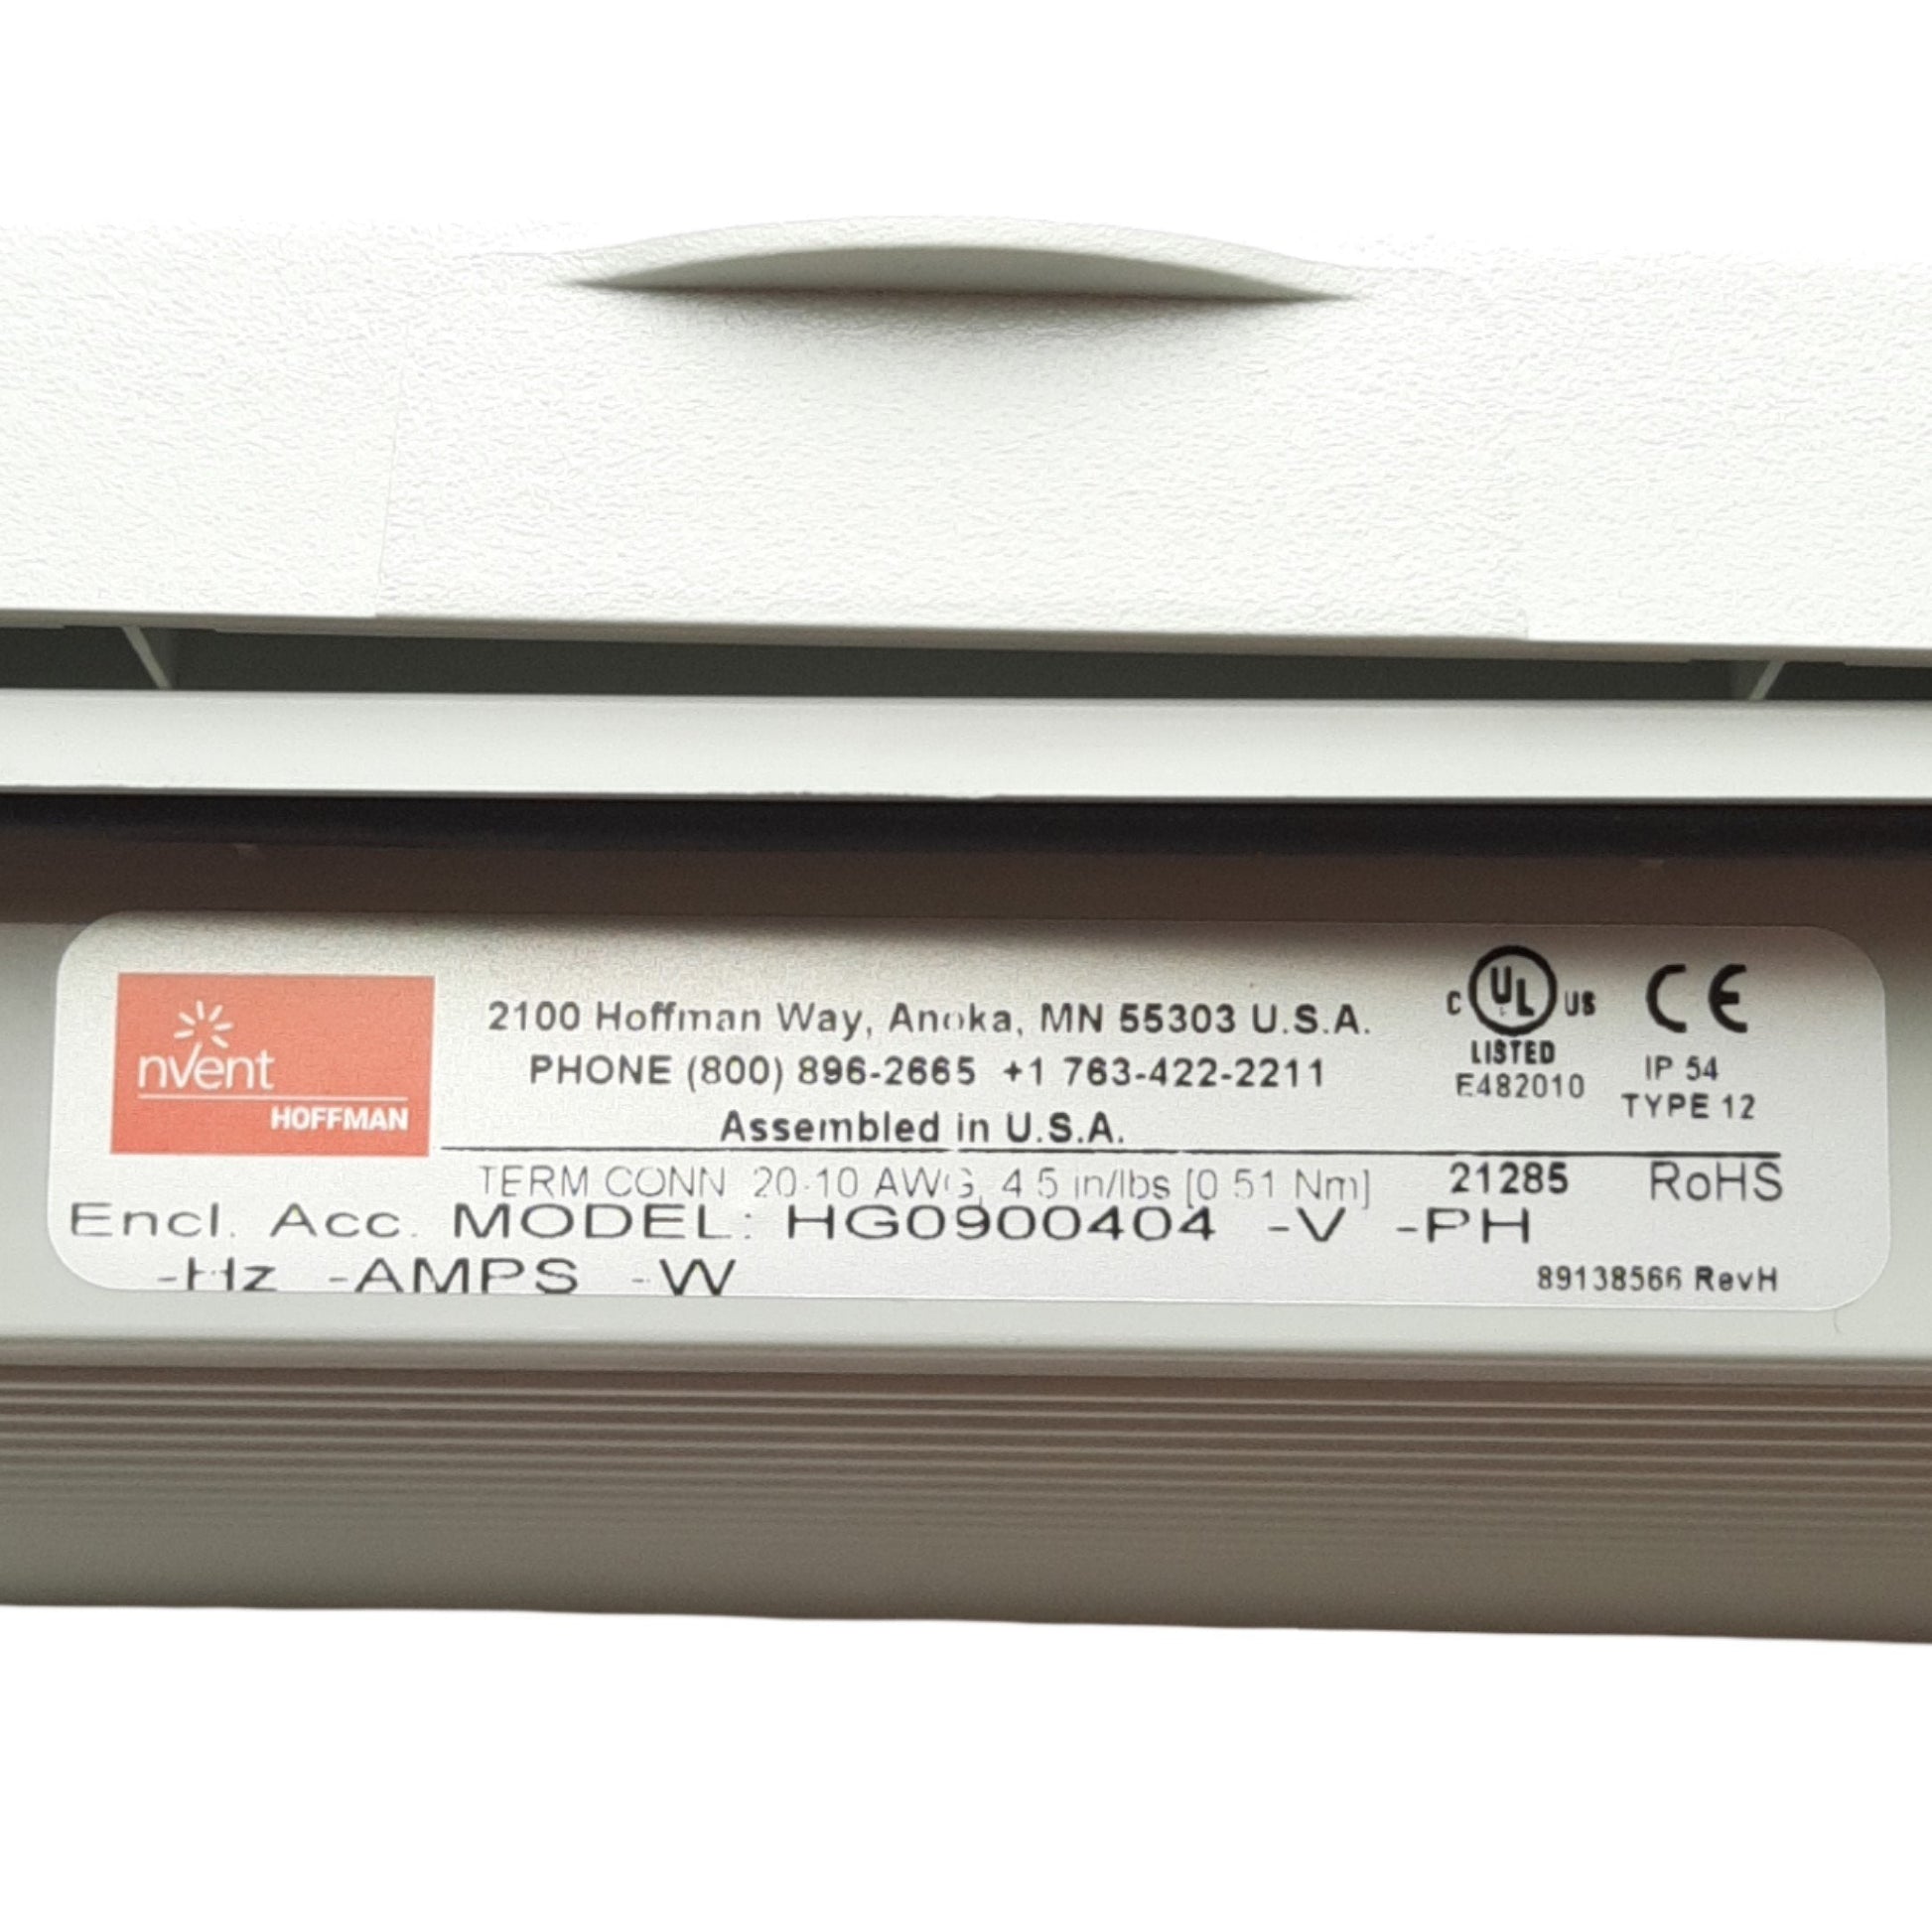 nVent
HOFFMAN
2100 Hoffman Way, Anoka, MN 55303 U.S.A.
PHONE (800) 896-2665 +1 763-422-2211
Assembled in U.S.A.
C UL US
LISTED
E482010
CE
IP 54
TYPE 12
TERM CONN 20-10 AWG, 4.5 in/lbs [0.51 Nm]
21285 RoHS
Encl. Acc. MODEL: HG0900404 -V -PH
-Hz -AMPS -W
89138566 RevH